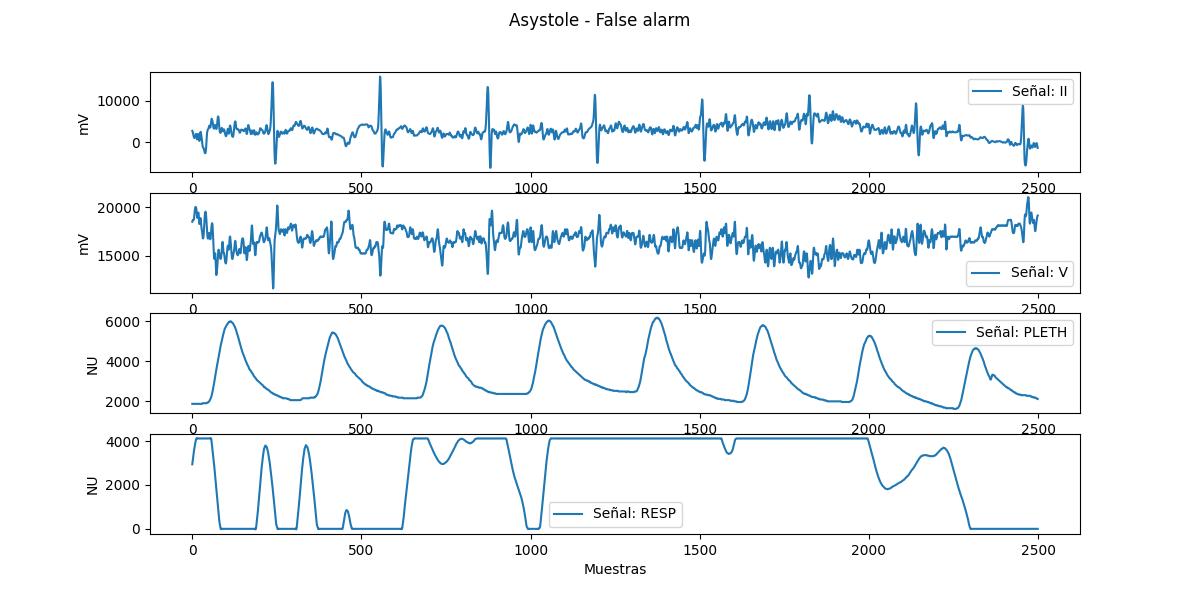 Asystole - False alarm
10000
0
mV
Señal: II
0 500 1000 1500 2000 2500
20000
15000
mV
Señal: V
0 500 1000 1500 2000 2500
6000
4000
2000
NU
Señal: PLETH
0 500 1000 1500 2000 2500
4000
2000
0
NU
Señal: RESP
0 500 1000 1500 2000 2500
Muestras